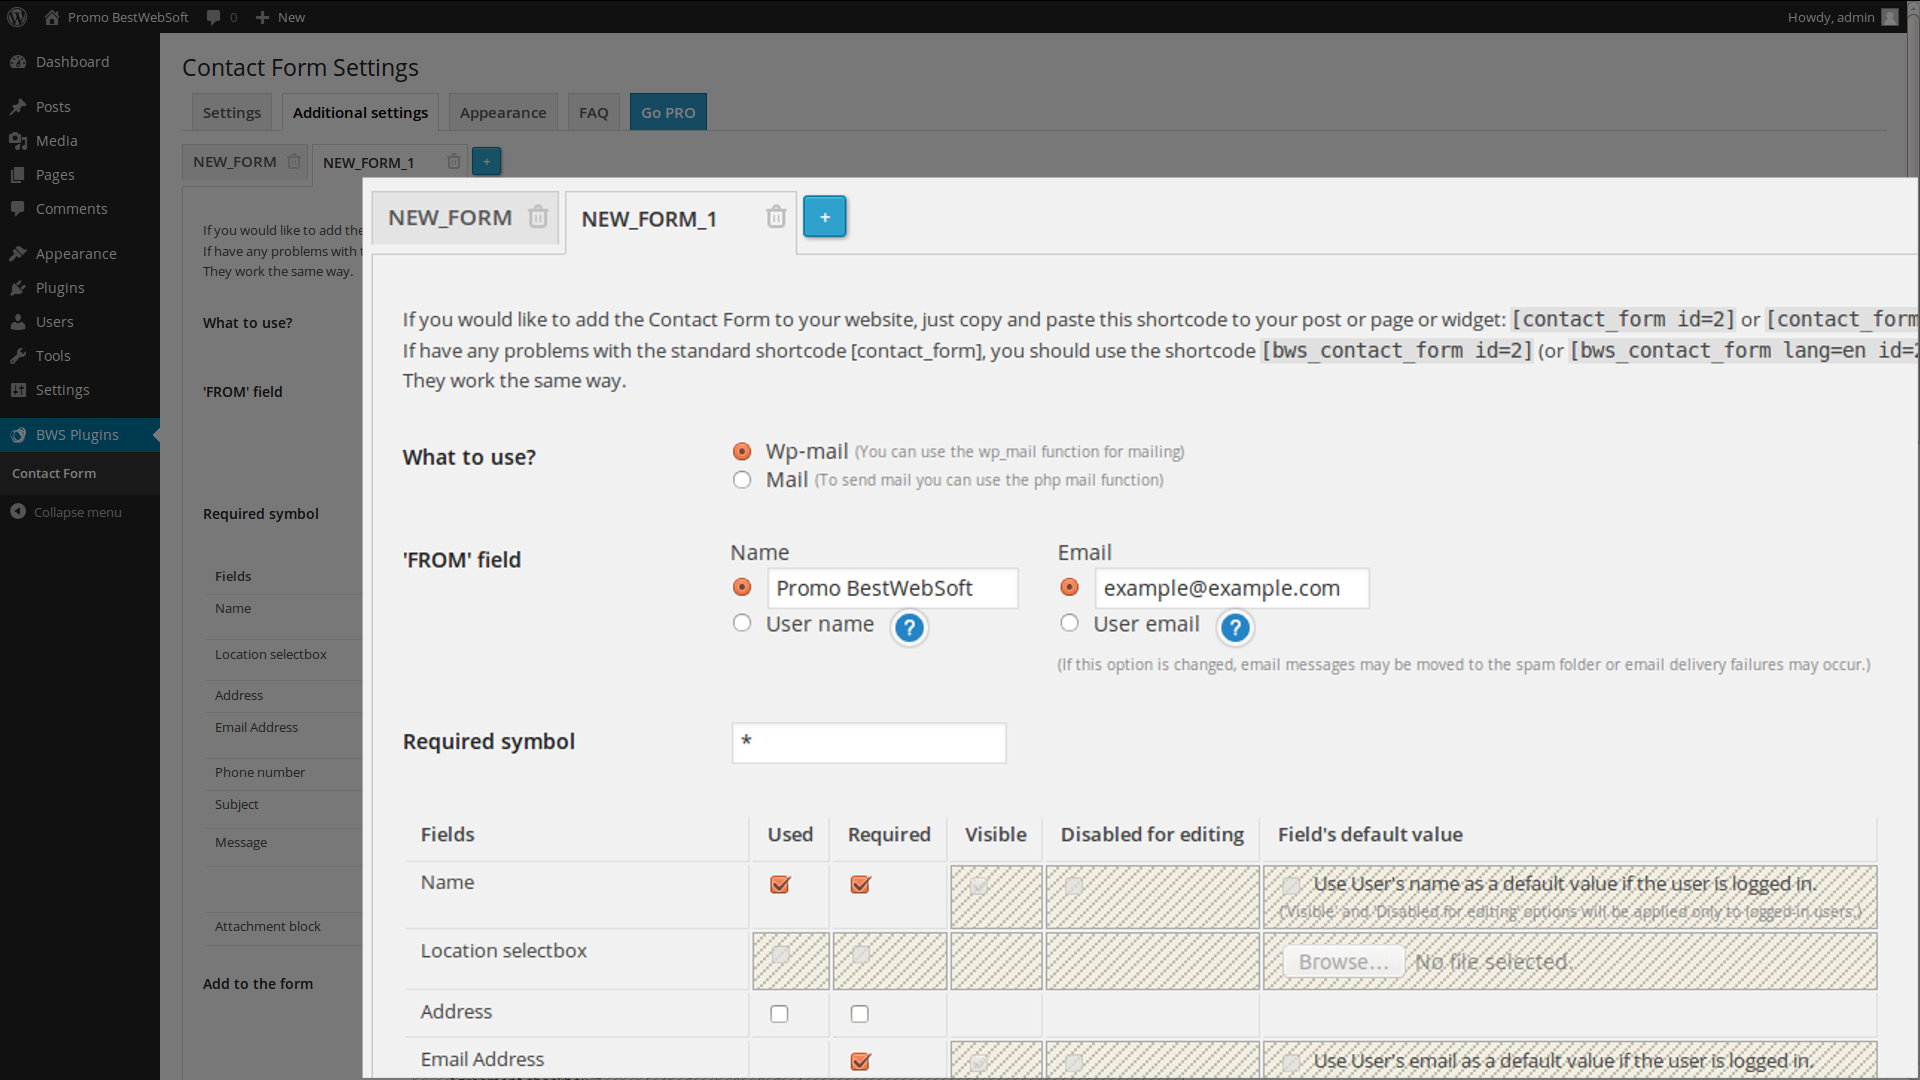 Promo BestWebSoft 0 New Howdy, admin
Dashboard
Posts
Media
Pages
Comments
Appearance
Plugins
Users
Tools
Settings
BWS Plugins
Contact Form
Collapse menu
Contact Form Settings
Settings Additional settings Appearance FAQ Go PRO
NEW_FORM NEW_FORM_1 +
If you would like to add the
If have any problems with t
They work the same way.
What to use?
'FROM' field
Required symbol
Fields
Name
Location selectbox
Address
Email Address
Phone number
Subject
Message
Attachment block
Add to the form
NEW_FORM NEW_FORM_1 +
If you would like to add the Contact Form to your website, just copy and paste this shortcode to your post or page or widget: [contact_form id=2] or [contact_form
If have any problems with the standard shortcode [contact_form], you should use the shortcode [bws_contact_form id=2] (or [bws_contact_form lang=en id=2
They work the same way.
What to use?
Wp-mail (You can use the wp_mail function for mailing)
Mail (To send mail you can use the php mail function)
'FROM' field
Name Email
Promo BestWebSoft example@example.com
User name ? User email ?
(If this option is changed, email messages may be moved to the spam folder or email delivery failures may occur.)
Required symbol *
Fields Used Required Visible Disabled for editing Field's default value
Name Use User's name as a default value if the user is logged in.
('Visible' and 'Disabled for editing' options will be applied only to logged-in users.)
Location selectbox Browse... No file selected.
Address
Email Address Use User's email as a default value if the user is logged in.